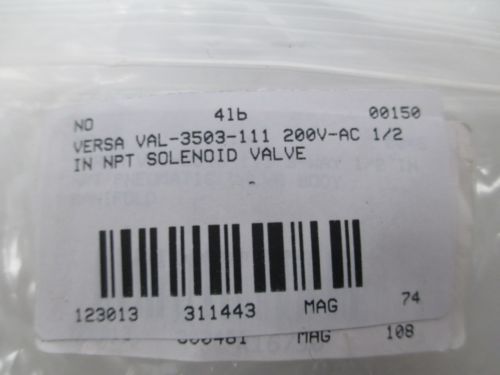 NO 4lb 00150
VERSA VAL-3503-111 200V-AC 1/2
IN NPT SOLENOID VALVE
123013 311443 MAG 74
MAG 108